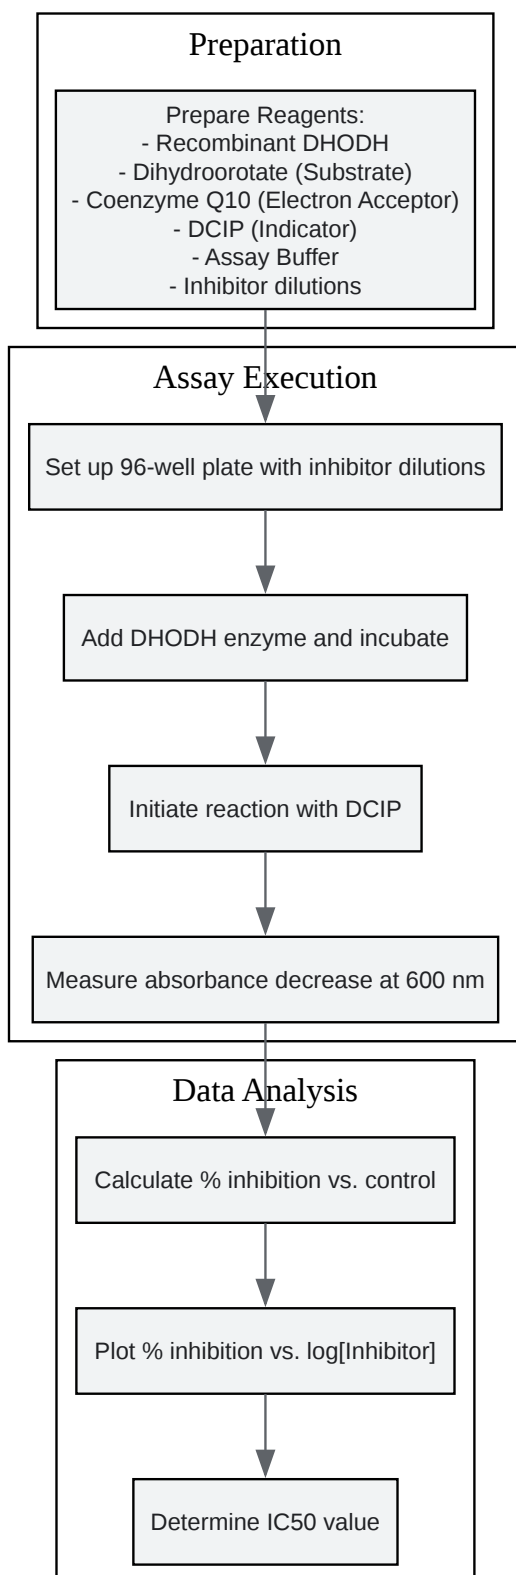 Preparation
Prepare Reagents:
- Recombinant DHODH
- Dihydroorotate (Substrate)
- Coenzyme Q10 (Electron Acceptor)
- DCIP (Indicator)
- Assay Buffer
- Inhibitor dilutions
Assay Execution
Set up 96-well plate with inhibitor dilutions
Add DHODH enzyme and incubate
Initiate reaction with DCIP
Measure absorbance decrease at 600 nm
Data Analysis
Calculate % inhibition vs. control
Plot % inhibition vs. log[Inhibitor]
Determine IC50 value